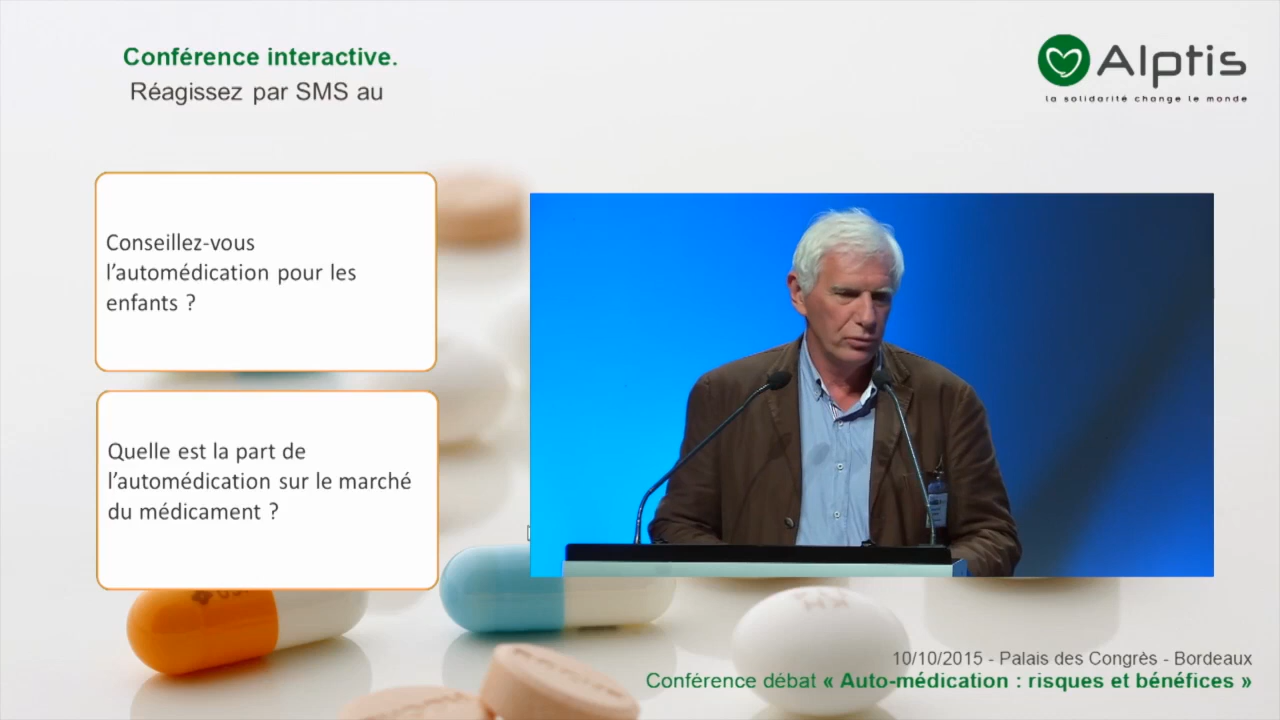 Conférence interactive.
Réagissez par SMS au
Alptis
la solidarité change le monde
Conseillez-vous
l’automédication pour les
enfants ?
Quelle est la part de
l’automédication sur le marché
du médicament ?
10/10/2015 - Palais des Congrès - Bordeaux
Conférence débat « Auto-médication : risques et bénéfices »